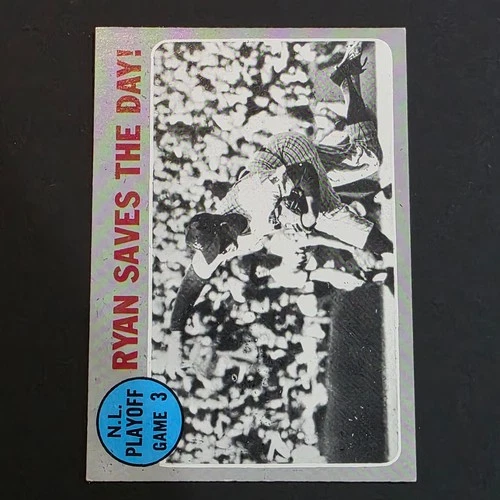 RYAN SAVES THE DAY!
N.L.
PLAYOFF
GAME 3